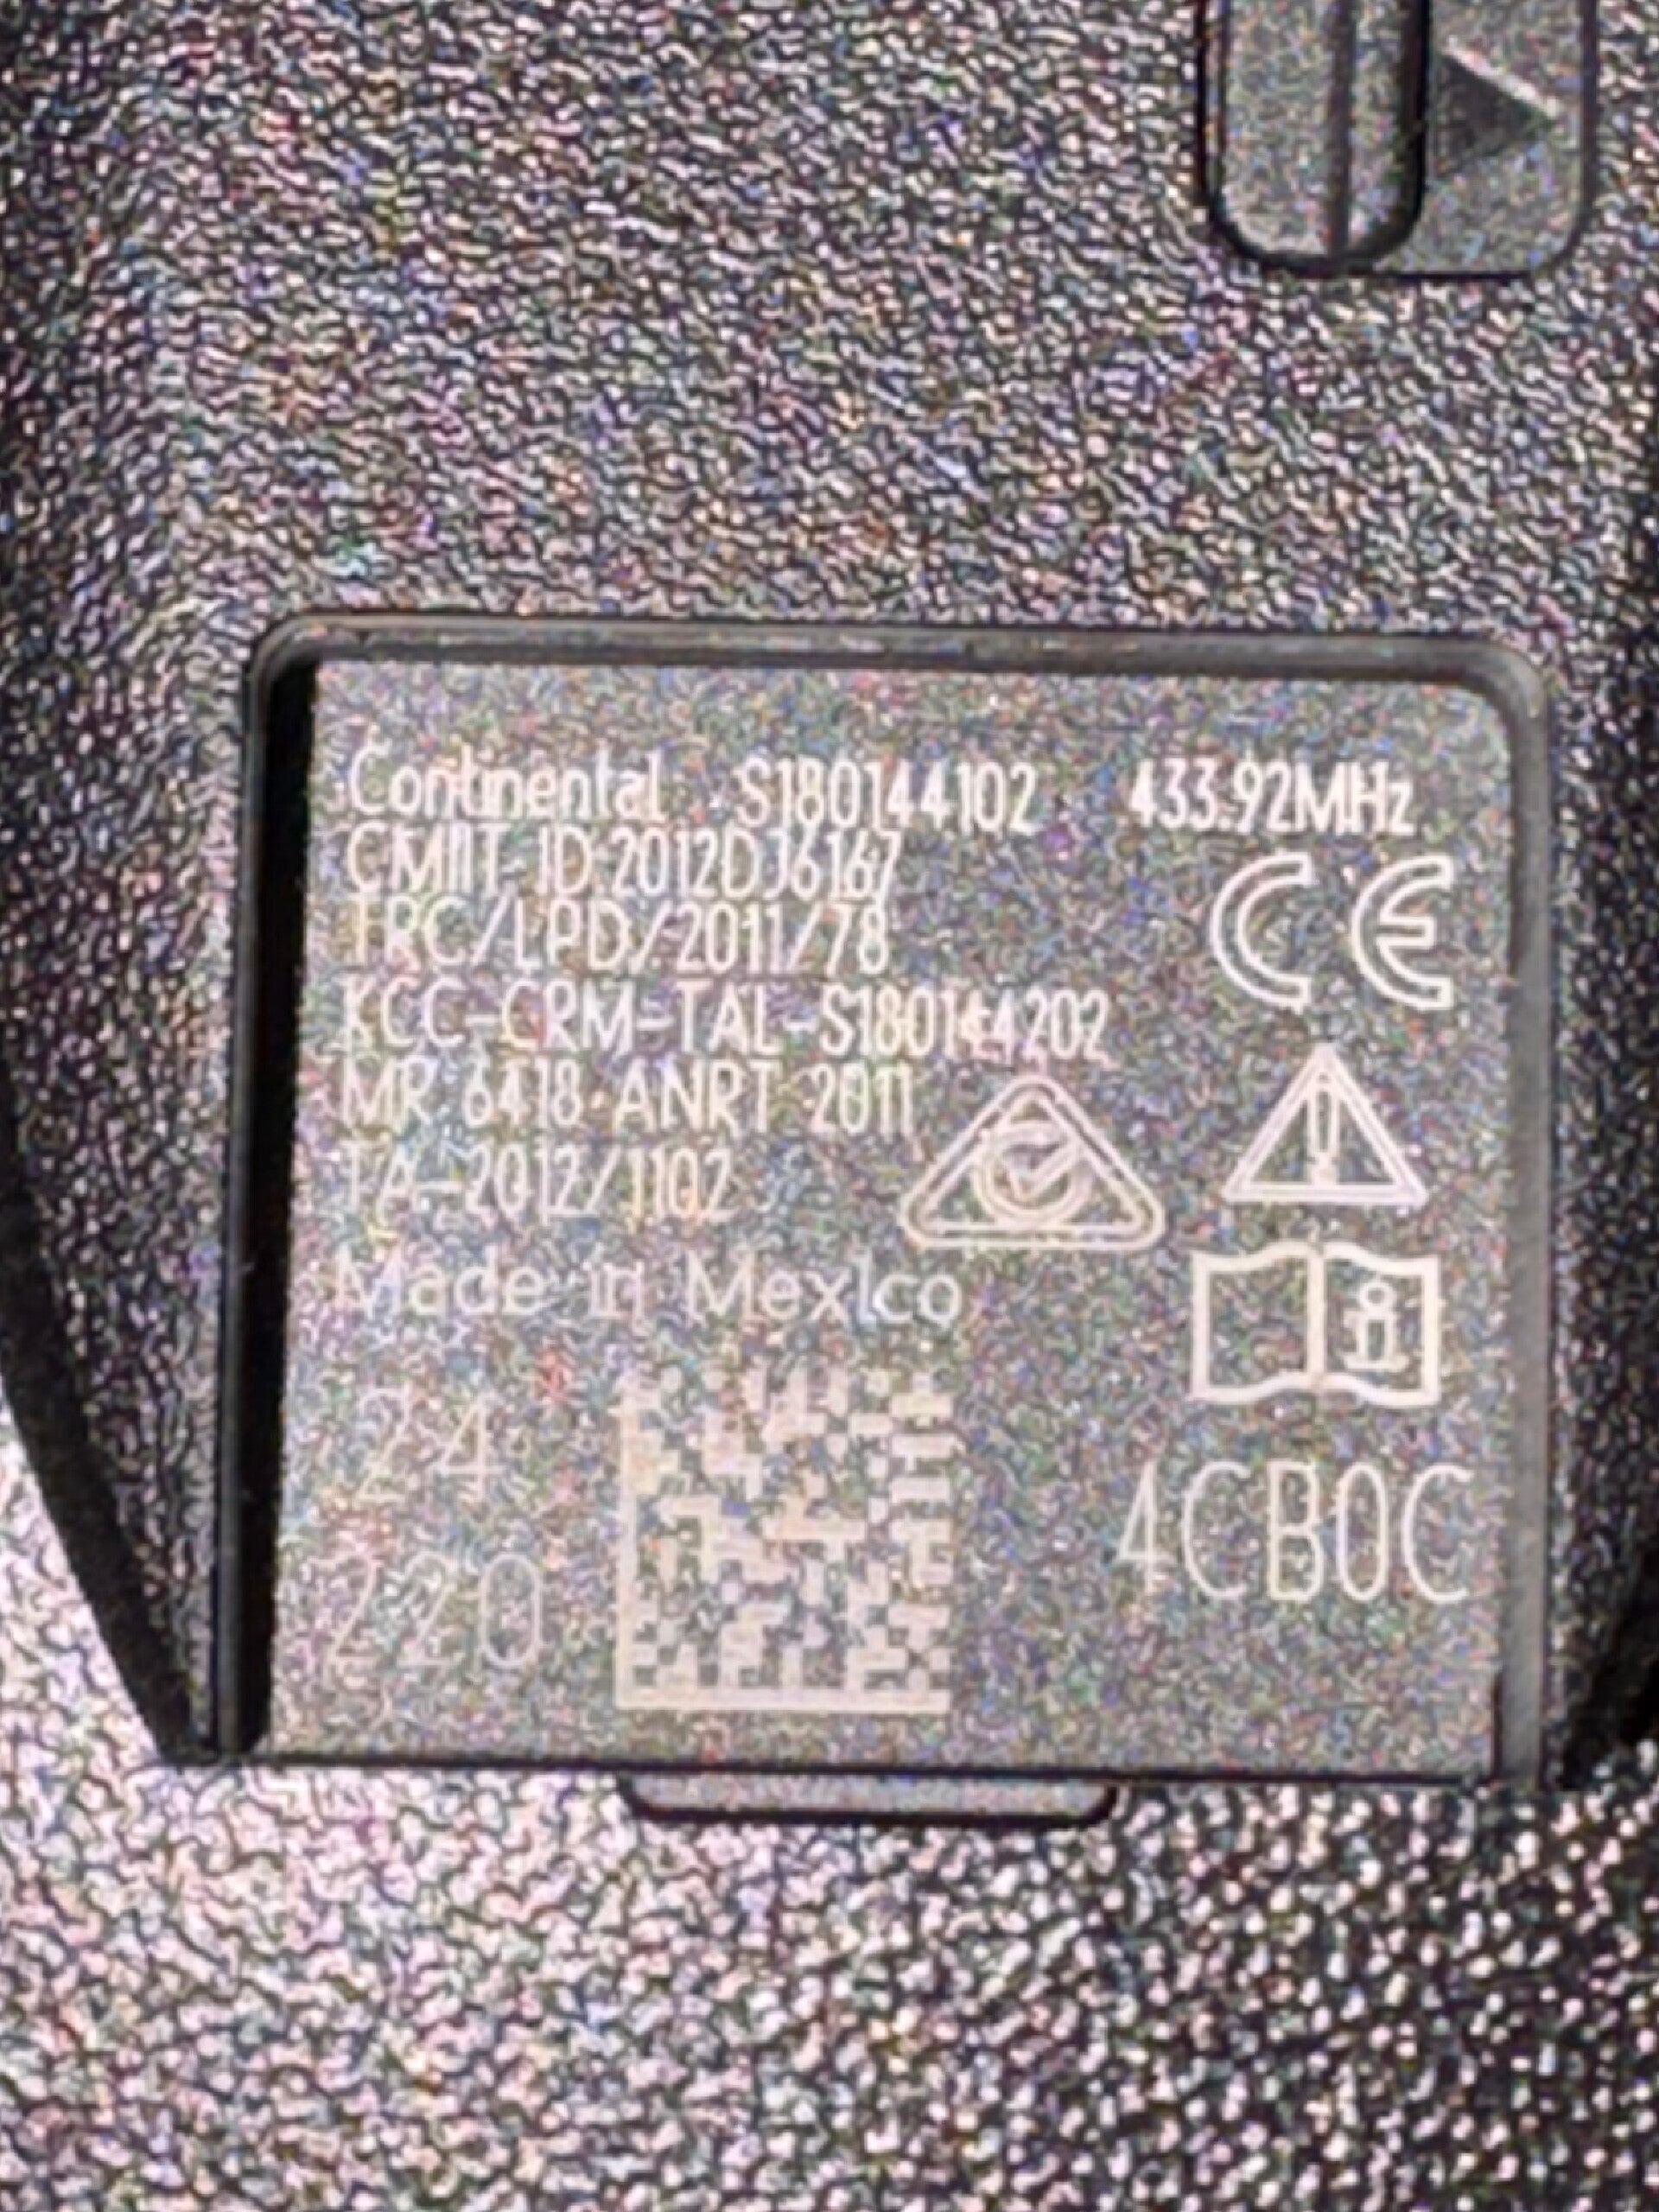 Continental S180144102 433.92MHz
CMIIT ID:2012DJ6167
TRC/LPD/2011/78
KCC-CRM-TAL-S180144202
MR 6418 ANRT 2011
TA-2012/1102
Made in Mexico
24
220
4CB0C